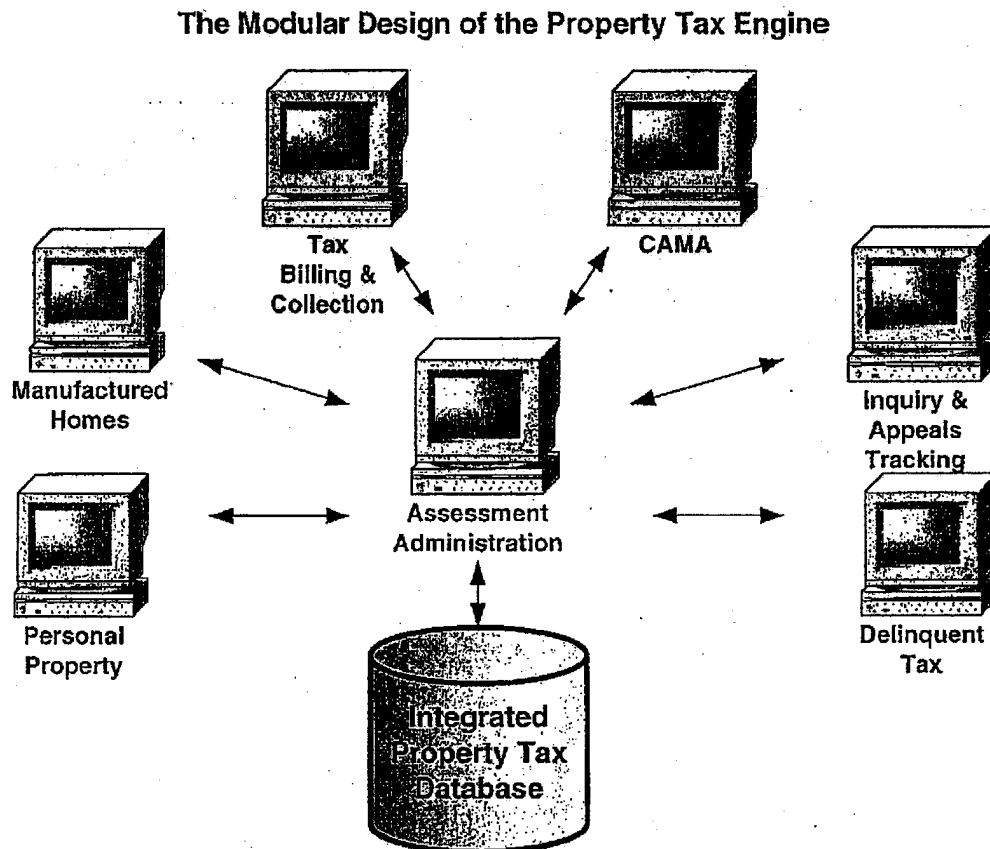 The Modular Design of the Property Tax Engine
Tax
Billing &
Collection
CAMA
Manufactured
Homes
Inquiry &
Appeals
Tracking
Assessment
Administration
Personal
Property
Delinquent
Tax
Integrated
Property Tax
Database